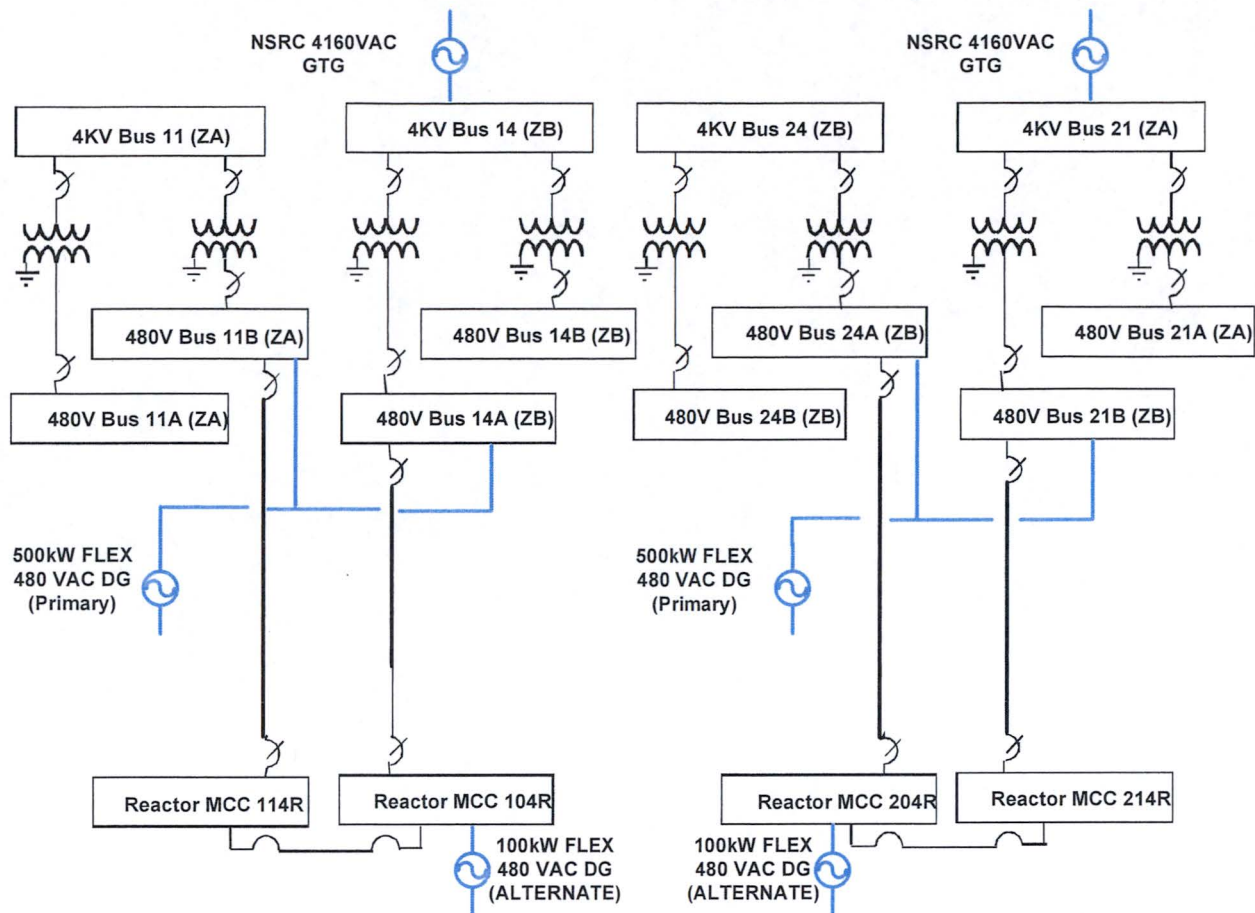 NSRC 4160VAC
GTG
NSRC 4160VAC
GTG
4KV Bus 11 (ZA)
4KV Bus 14 (ZB)
4KV Bus 24 (ZB)
4KV Bus 21 (ZA)
480V Bus 11B (ZA)
480V Bus 14B (ZB)
480V Bus 24A (ZB)
480V Bus 21A (ZA)
480V Bus 11A (ZA)
480V Bus 14A (ZB)
480V Bus 24B (ZB)
480V Bus 21B (ZB)
500kW FLEX
480 VAC DG
(Primary)
500kW FLEX
480 VAC DG
(Primary)
Reactor MCC 114R
Reactor MCC 104R
Reactor MCC 204R
Reactor MCC 214R
100kW FLEX
480 VAC DG
(ALTERNATE)
100kW FLEX
480 VAC DG
(ALTERNATE)